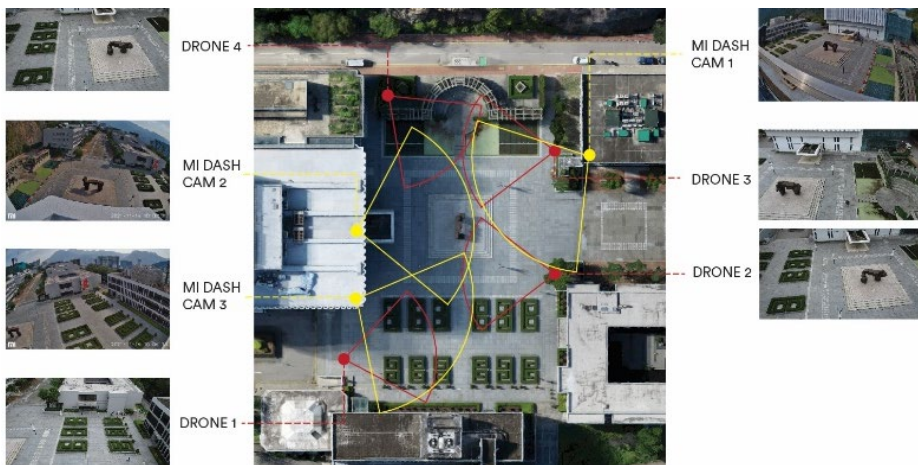 DRONE 4
MI DASH
CAM 1
MI DASH
CAM 2
DRONE 3
MI DASH
CAM 3
DRONE 2
DRONE 1